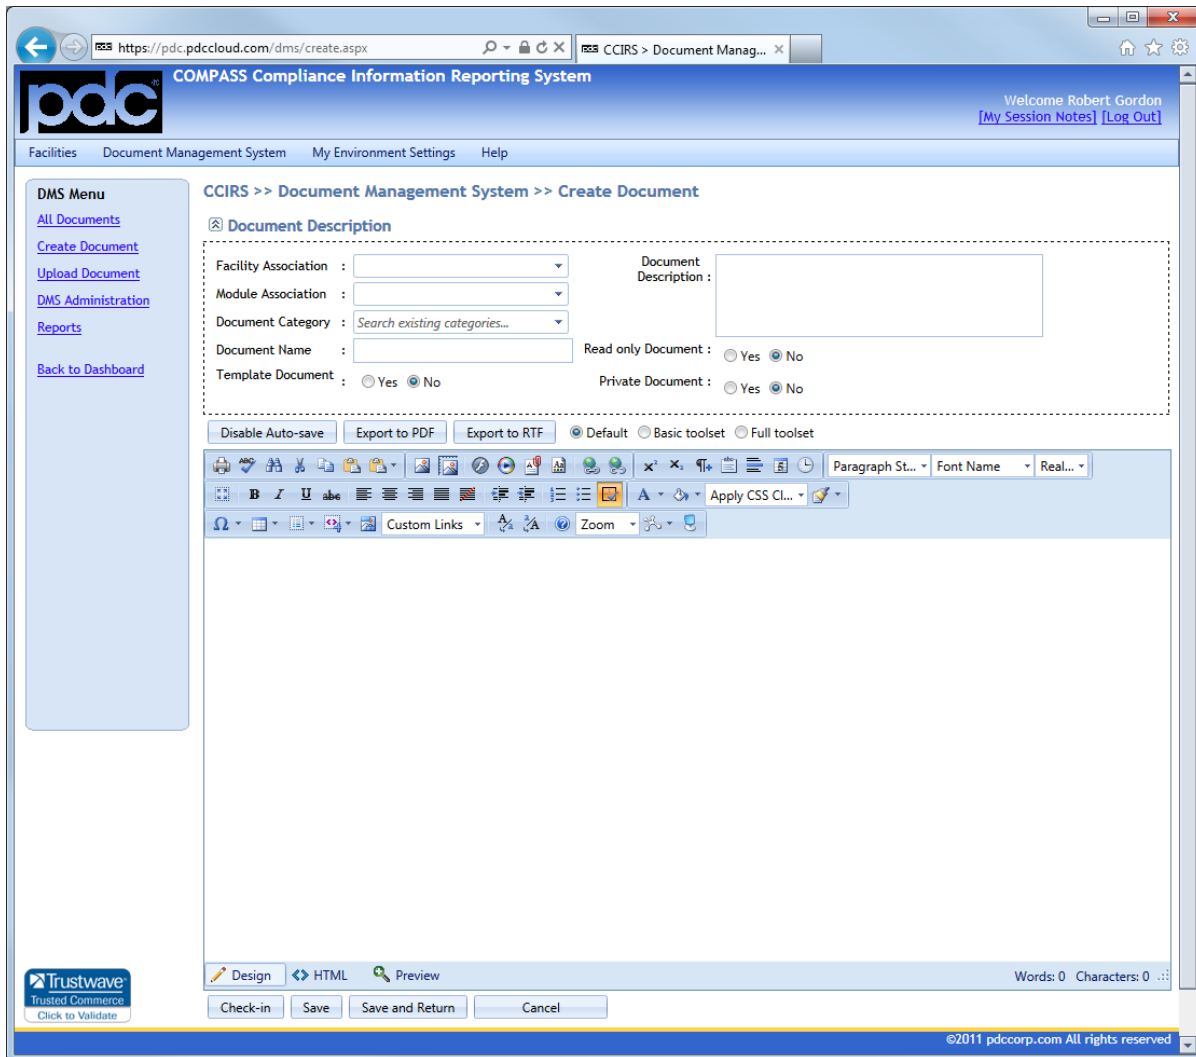 https://pdc.pdccloud.com/dms/create.aspx
CCIRS > Document Manag...
pdc
COMPASS Compliance Information Reporting System
Welcome Robert Gordon
[My Session Notes] [Log Out]
Facilities Document Management System My Environment Settings Help
DMS Menu
All Documents
Create Document
Upload Document
DMS Administration
Reports
Back to Dashboard
CCIRS >> Document Management System >> Create Document
Document Description
Facility Association :
Module Association :
Document Category : Search existing categories...
Document Name :
Template Document : Yes No
Document Description :
Read only Document : Yes No
Private Document : Yes No
Disable Auto-save Export to PDF Export to RTF Default Basic toolset Full toolset
Paragraph St... Font Name Real...
B I U abc A Apply CSS Cl...
Ω Custom Links Zoom
Design HTML Preview
Words: 0 Characters: 0
Check-in Save Save and Return Cancel
Trustwave
Trusted Commerce
Click to Validate
©2011 pdccorp.com All rights reserved